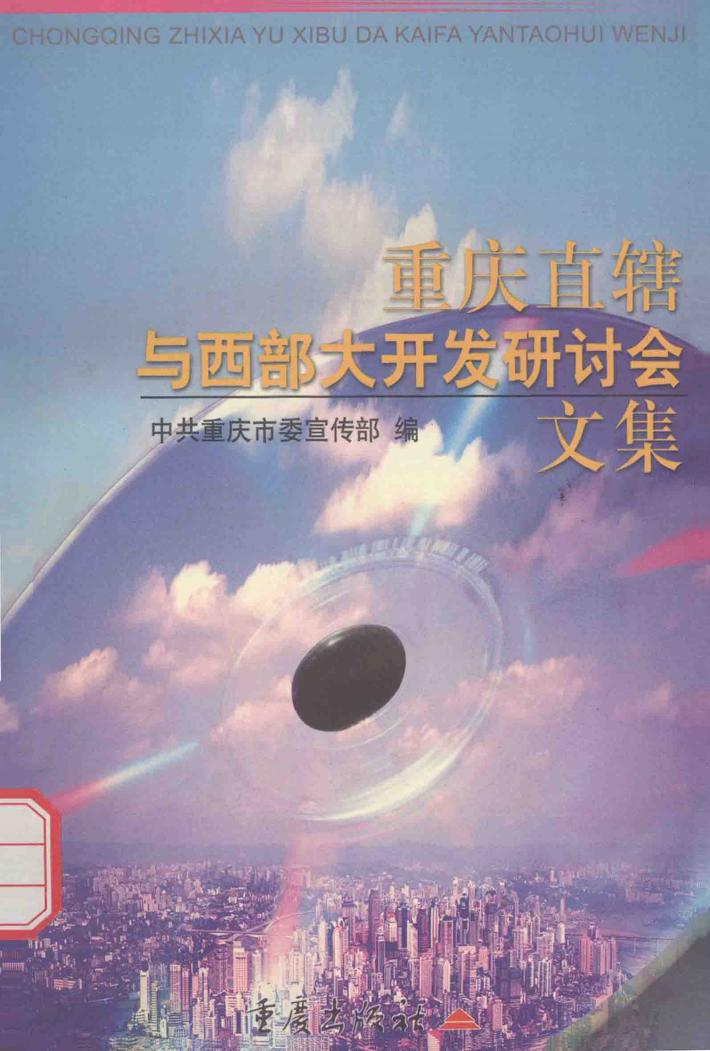 CHONGQING ZHIXIA YU XIBU DA KAIFA YANTAOHUI WENJI
重庆直辖
与西部大开发研讨会
文集
中共重庆市委宣传部 编
重庆出版社